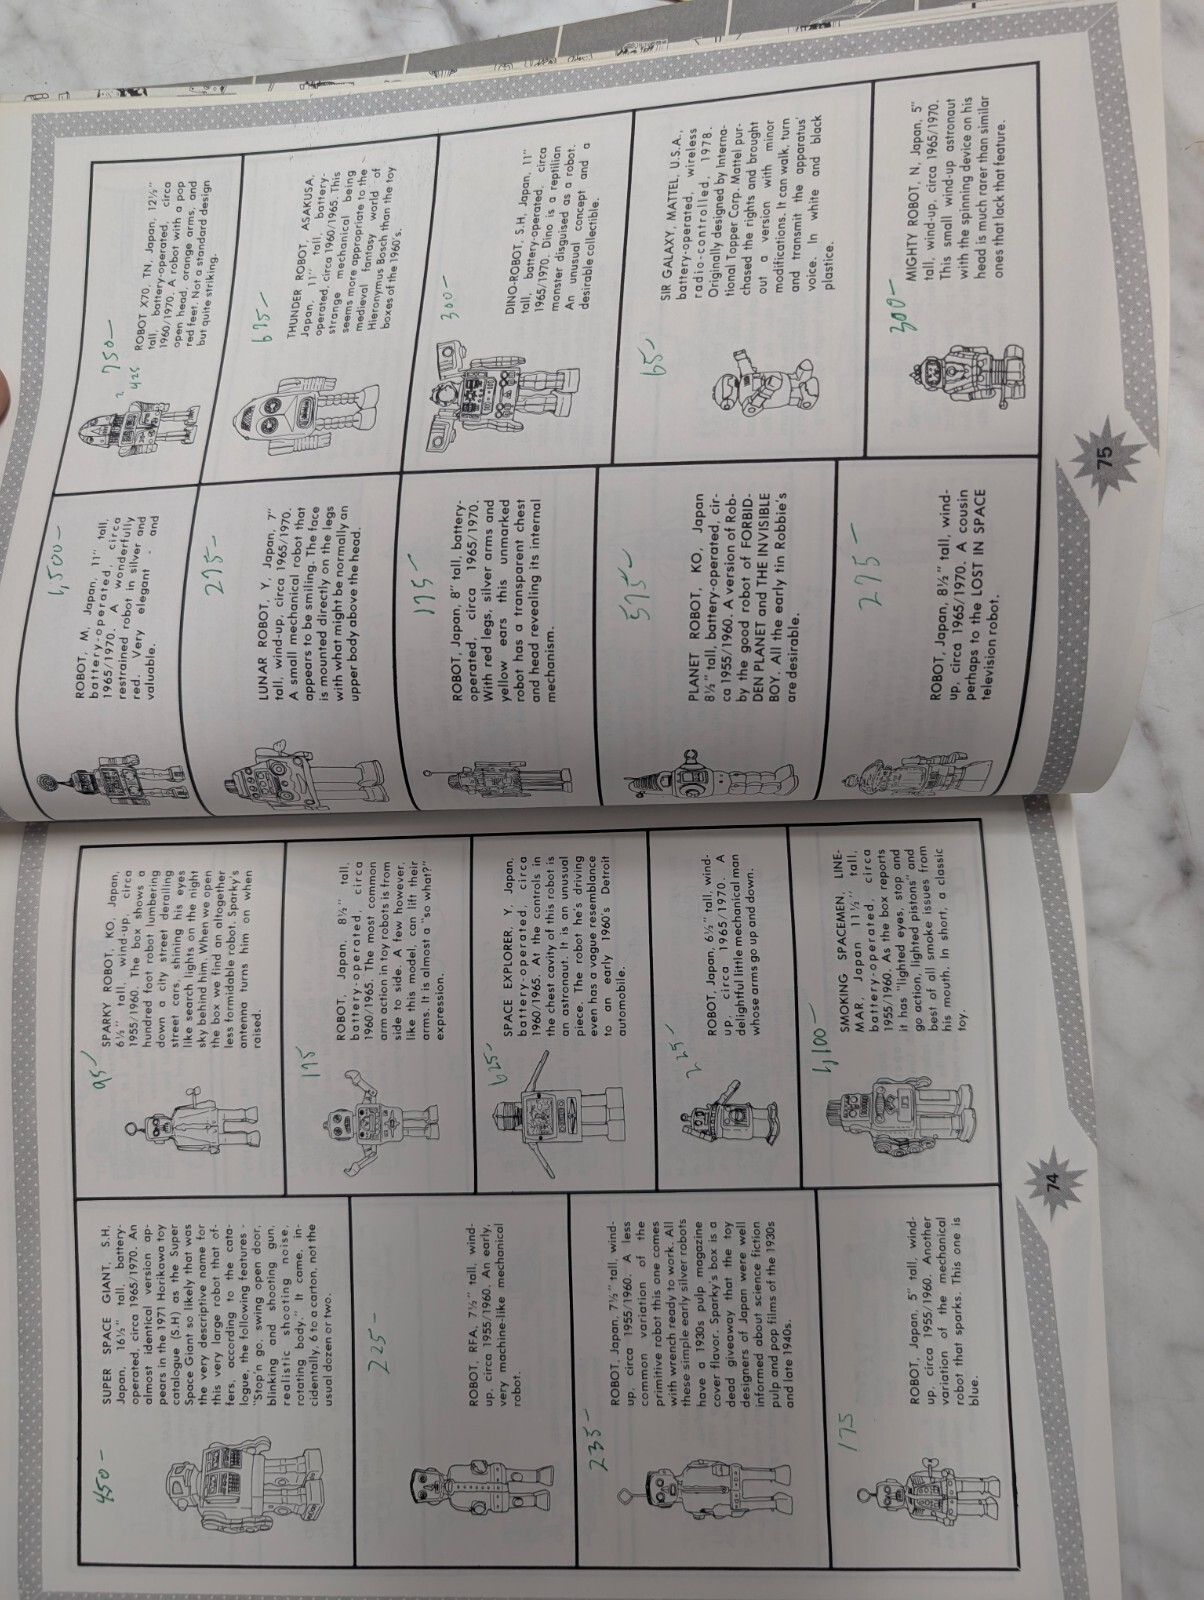 450-
SUPER SPACE GIANT, S.H.
Japan, 16½" tall, battery-
operated, circa 1965/1970. An
almost identical version ap-
pears in the 1971 Horikawa toy
catalogue (S.H) as the Super
Space Giant so likely that was
the very descriptive name for
this very large robot that of-
fers, according to the cata-
logue, the following features -
"Stop'n go, swing open door,
blinking and shooting gun,
realistic shooting noise,
rotating body." It came, in-
cidentally, 6 to a carton, not the
usual dozen or two.
225-
ROBOT, RFA, 7½" tall, wind-
up, circa 1955/1960. An early,
very machine-like mechanical
robot.
235-
ROBOT, Japan, 7½" tall, wind-
up, circa 1955/1960. A less
common variation of the
primitive robot this one comes
with wrench ready to work. All
these simple early silver robots
have a 1930s pulp magazine
cover flavor. Sparky's box is a
dead giveaway that the toy
designers of Japan were well
informed about science fiction
pulp and pop films of the 1930s
and late 1940s.
175
ROBOT, Japan, 5" tall, wind-
up, circa 1955/1960. Another
variation of the mechanical
robot that sparks. This one is
blue.
95-
SPARKY ROBOT, KO, Japan,
6½" tall, wind-up, circa
1955/1960. The box shows a
hundred foot robot lumbering
down a city street derailing
street cars, shining his eyes
like search lights on the night
sky behind him. When we open
the box we find an altogether
less formidable robot. Sparky's
antenna turns him on when
raised.
175
ROBOT, Japan, 8½" tall,
battery-operated, circa
1960/1965. The most common
arm action in toy robots is from
side to side. A few however,
like this model, can lift their
arms. It is almost a "so what?"
expression.
625-
SPACE EXPLORER, Y, Japan,
battery-operated, circa
1960/1965. At the controls in
the chest cavity of this robot is
an astronaut. It is an unusual
piece. The robot he's driving
even has a vague resemblance
to an early 1960's Detroit
automobile.
225-
ROBOT, Japan, 6½" tall, wind-
up, circa 1965/1970. A
delightful little mechanical man
whose arms go up and down.
1,100-
SMOKING SPACEMEN, LINE-
MAR, Japan 11½", tall,
battery-operated, circa
1955/1960. As the box reports
it has "lighted eyes, stop and
go action, lighted pistons" and
best of all smoke issues from
his mouth. In short, a classic
toy.
74
1,500-
ROBOT, M, Japan, 11" tall,
battery-operated, circa
1965/1970. A wonderfully
restrained robot in silver and
red. Very elegant - and
valuable.
275-
LUNAR ROBOT, Y, Japan, 7"
tall, wind-up, circa 1965/1970.
A small mechanical robot that
appears to be smiling. The face
is mounted directly on the legs
with what might be normally an
upper body above the head.
175-
ROBOT, Japan, 8" tall, battery-
operated, circa 1965/1970.
With red legs, silver arms and
yellow ears this unmarked
robot has a transparent chest
and head revealing its internal
mechanism.
575-
PLANET ROBOT, KO, Japan
8½" tall, battery-operated, cir-
ca 1955/1960. A version of Rob-
by the good robot of FORBID-
DEN PLANET and THE INVISIBLE
BOY. All the early tin Robbie's
are desirable.
275-
ROBOT, Japan, 8½" tall, wind-
up, circa 1965/1970. A cousin
perhaps to the LOST IN SPACE
television robot.
750-
425
ROBOT X70, TN, Japan, 12½"
tall, battery-operated, circa
1960/1970. A robot with a pop
open head, orange arms, and
red feet. Not a standard design
but quite striking.
675-
THUNDER ROBOT, ASAKUSA,
Japan, 11" tall, battery-
operated, circa 1960/1965. This
strange mechanical being
seems more appropriate to the
medieval fantasy world of
Hieronymus Bosch than the toy
boxes of the 1960's.
300-
DINO-ROBOT, S.H, Japan, 11"
tall, battery-operated, circa
1965/1970. Dino is a reptilian
monster disguised as a robot.
An unusual concept and a
desirable collectible.
65-
SIR GALAXY, MATTEL, U.S.A.,
battery-operated, wireless
radio-controlled, 1978.
Originally designed by Interna-
tional Topper Corp. Mattel pur-
chased the rights and brought
out a version with minor
modifications. It can walk, turn
and transmit the apparatus'
voice. In white and black
plastice.
300-
MIGHTY ROBOT, N, Japan, 5"
tall, wind-up, circa 1965/1970.
This small wind-up astronaut
with the spinning device on his
head is much rarer than similar
ones that lack that feature.
75